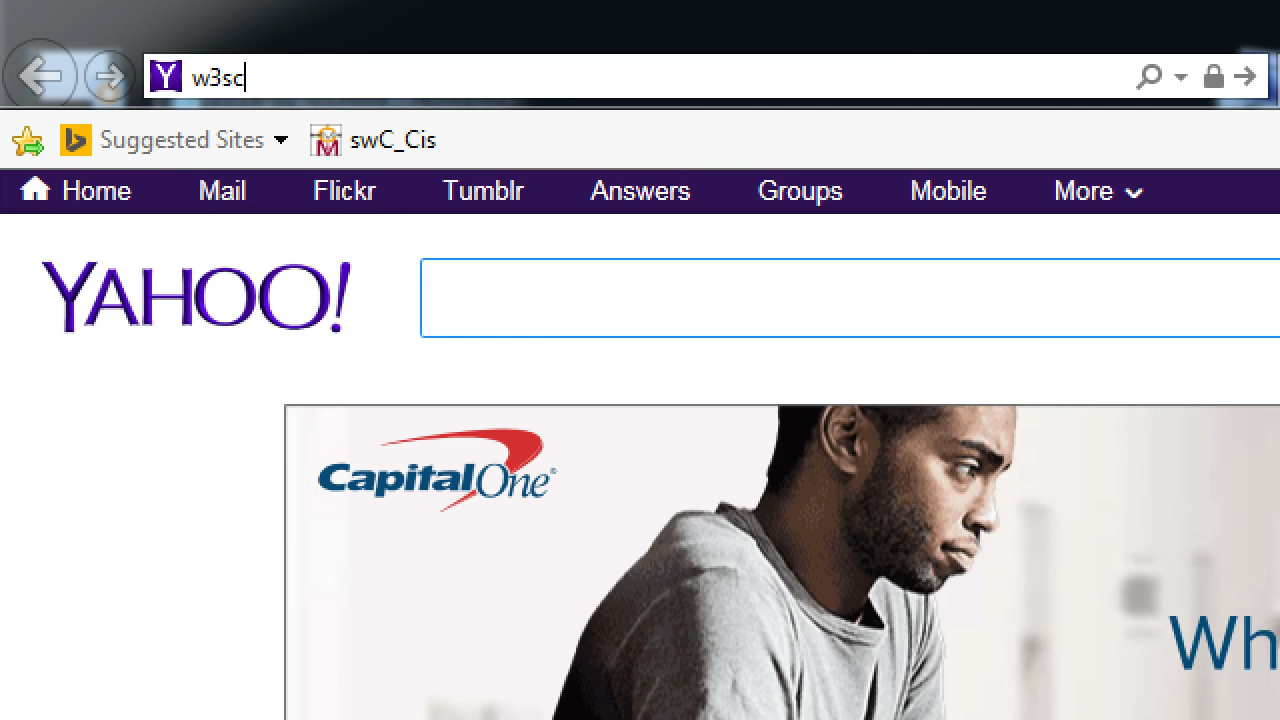 Y w3sc
Suggested Sites swC_Cis
Home Mail Flickr Tumblr Answers Groups Mobile More
YAHOO!
CapitalOne®
Wh